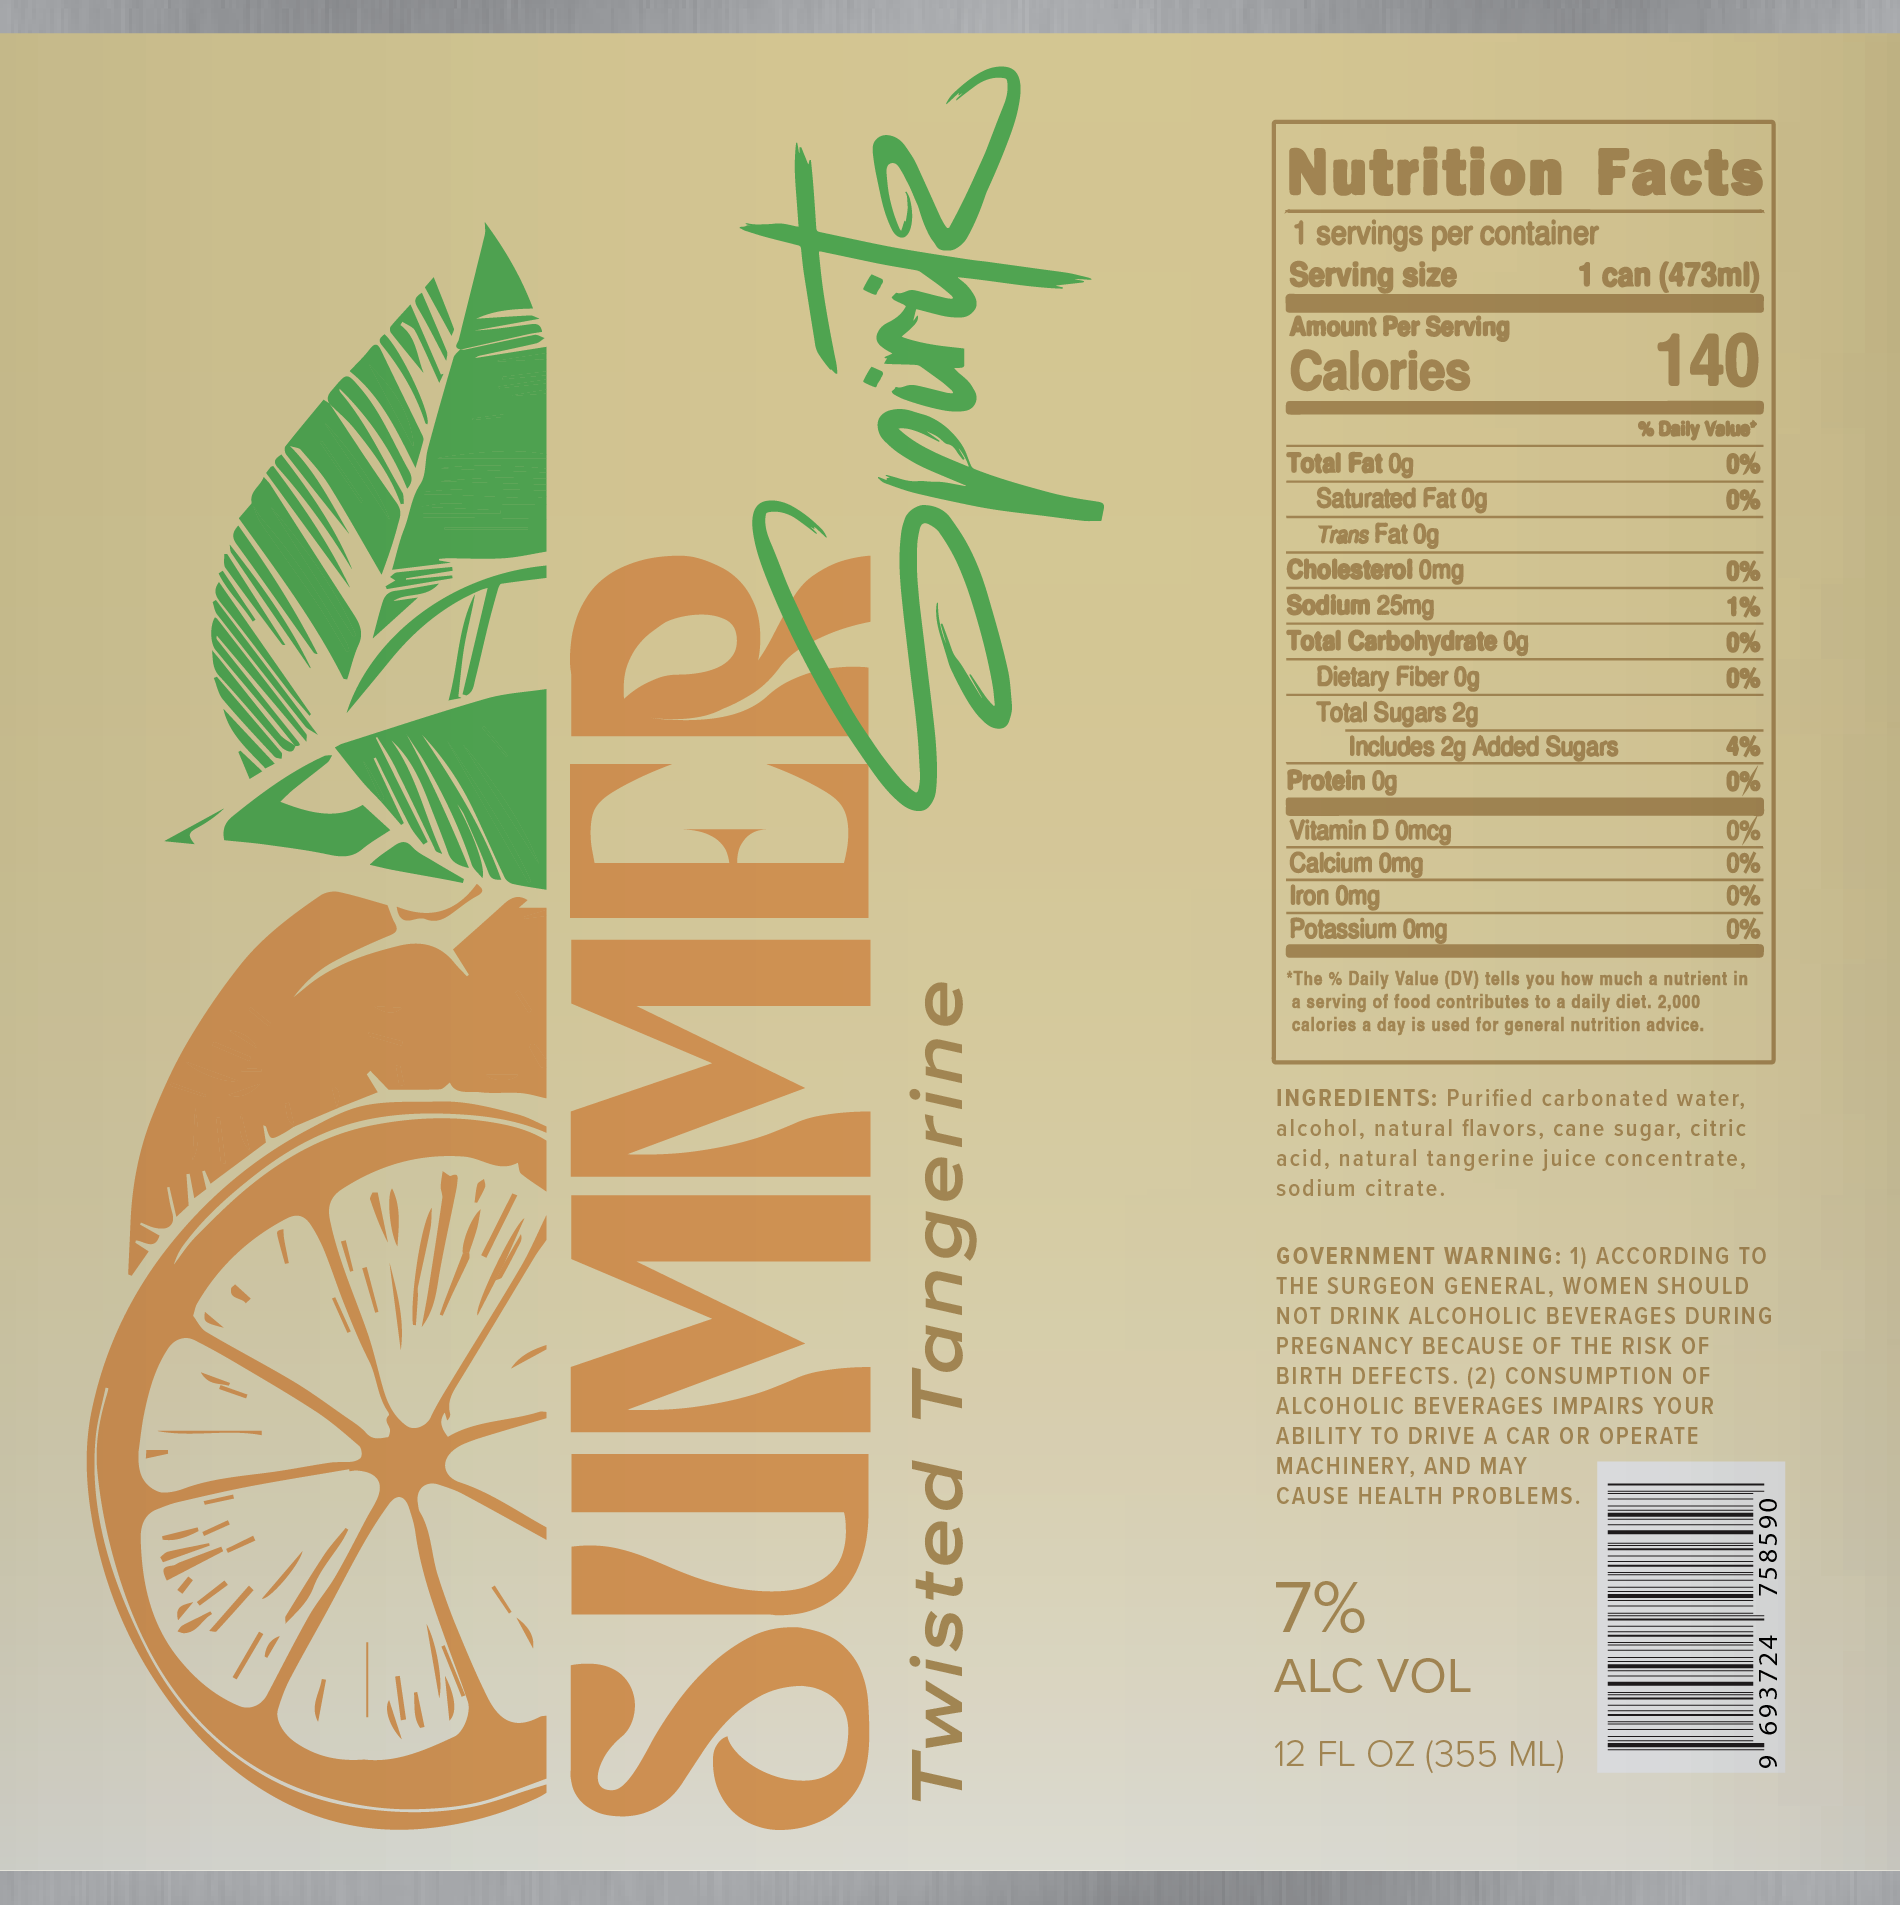 SUMMER
Spritz
Twisted Tangerine
Nutrition Facts
1 servings per container
Serving size 1 can (473ml)
Amount Per Serving
Calories 140
% Daily Value*
Total Fat 0g 0%
Saturated Fat 0g 0%
Trans Fat 0g
Cholesterol 0mg 0%
Sodium 25mg 1%
Total Carbohydrate 0g 0%
Dietary Fiber 0g 0%
Total Sugars 2g
Includes 2g Added Sugars 4%
Protein 0g 0%
Vitamin D 0mcg 0%
Calcium 0mg 0%
Iron 0mg 0%
Potassium 0mg 0%
*The % Daily Value (DV) tells you how much a nutrient in
a serving of food contributes to a daily diet. 2,000
calories a day is used for general nutrition advice.
INGREDIENTS: Purified carbonated water,
alcohol, natural flavors, cane sugar, citric
acid, natural tangerine juice concentrate,
sodium citrate.
GOVERNMENT WARNING: 1) ACCORDING TO
THE SURGEON GENERAL, WOMEN SHOULD
NOT DRINK ALCOHOLIC BEVERAGES DURING
PREGNANCY BECAUSE OF THE RISK OF
BIRTH DEFECTS. (2) CONSUMPTION OF
ALCOHOLIC BEVERAGES IMPAIRS YOUR
ABILITY TO DRIVE A CAR OR OPERATE
MACHINERY, AND MAY
CAUSE HEALTH PROBLEMS.
7%
ALC VOL
12 FL OZ (355 ML)
9 693724 758590